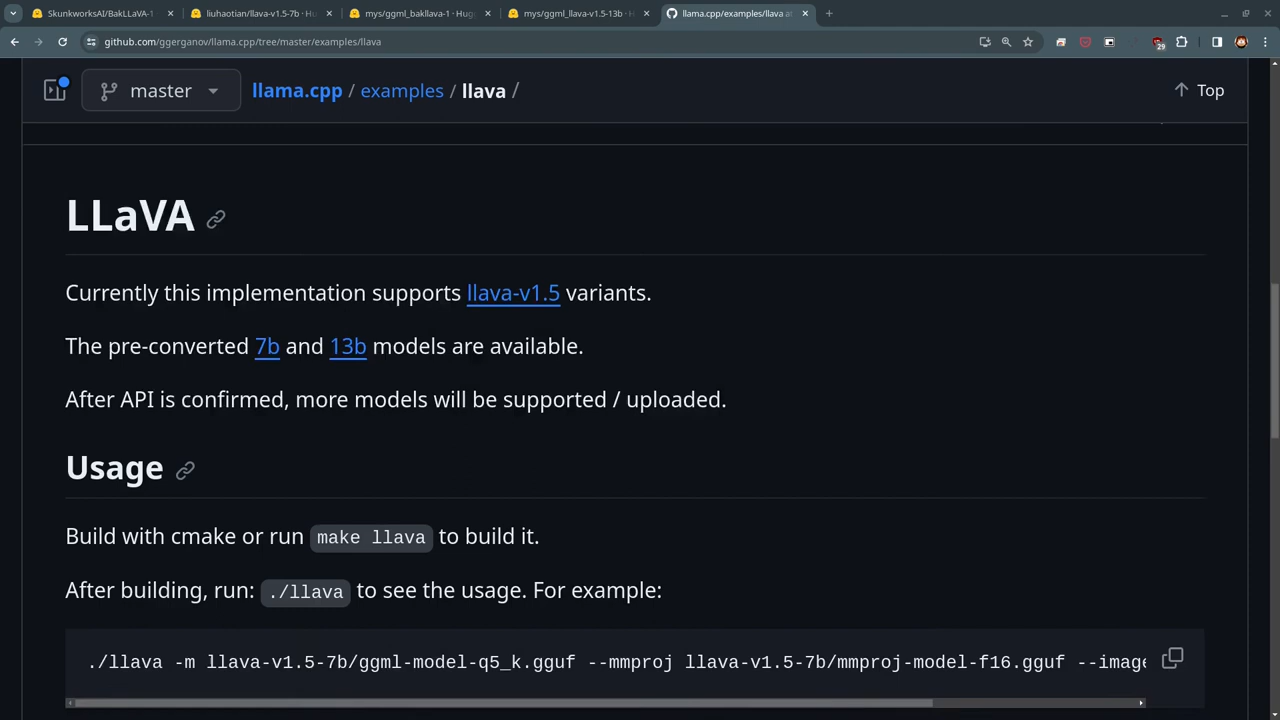 SkunkworksAI/BakLLaVA-1
liuhaotian/llava-v1.5-7b · Hu
mys/ggml_bakllava-1 · Hugg
mys/ggml_llava-v1.5-13b · H
llama.cpp/examples/llava at
github.com/ggerganov/llama.cpp/tree/master/examples/llava
29
master
llama.cpp / examples / llava /
Top
LLaVA
Currently this implementation supports llava-v1.5 variants.
The pre-converted 7b and 13b models are available.
After API is confirmed, more models will be supported / uploaded.
Usage
Build with cmake or run make llava to build it.
After building, run: ./llava to see the usage. For example:
./llava -m llava-v1.5-7b/ggml-model-q5_k.gguf --mmproj llava-v1.5-7b/mmproj-model-f16.gguf --image